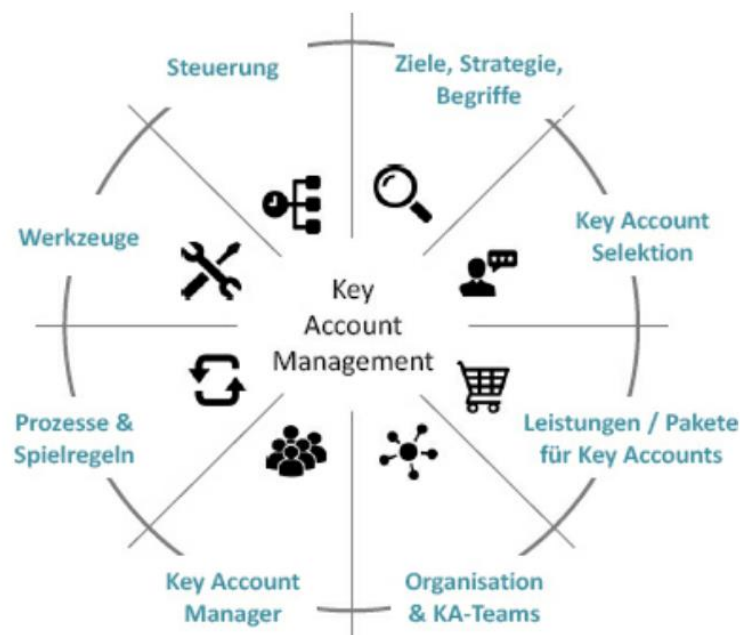 Steuerung
Ziele, Strategie,
Begriffe
Key Account
Selektion
Leistungen / Pakete
für Key Accounts
Organisation
& KA-Teams
Key Account
Manager
Prozesse &
Spielregeln
Werkzeuge
Key
Account
Management